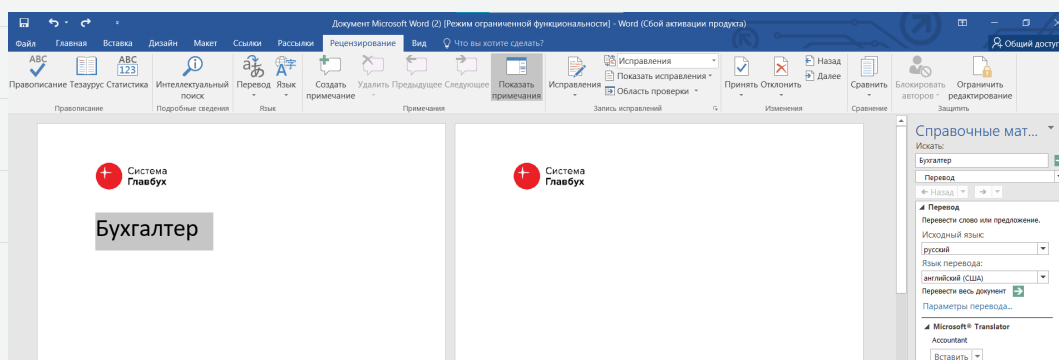 Документ Microsoft Word (2) [Режим ограниченной функциональности] - Word (Сбой активации продукта)
Файл Главная Вставка Дизайн Макет Ссылки Рассылки Рецензирование Вид Что вы хотите сделать? Общий доступ
ABC
Правописание
Тезаурус
ABC
123
Статистика
Правописание
Интеллектуальный
поиск
Подробные сведения
Перевод
Язык
Язык
Создать
примечание
Удалить
Предыдущее
Следующее
Показать
примечания
Примечания
Исправления
Исправления
Показать исправления
Область проверки
Запись исправлений
Принять
Отклонить
Назад
Далее
Изменения
Сравнить
Сравнение
Блокировать
авторов
Ограничить
редактирование
Защитить
Система
Главбух
Бухгалтер
Система
Главбух
Справочные мат...
Искать:
Бухгалтер
Перевод
Назад
Перевод
Перевести слово или предложение.
Исходный язык:
русский
Язык перевода:
английский (США)
Перевести весь документ
Параметры перевода...
Microsoft® Translator
Accountant
Вставить